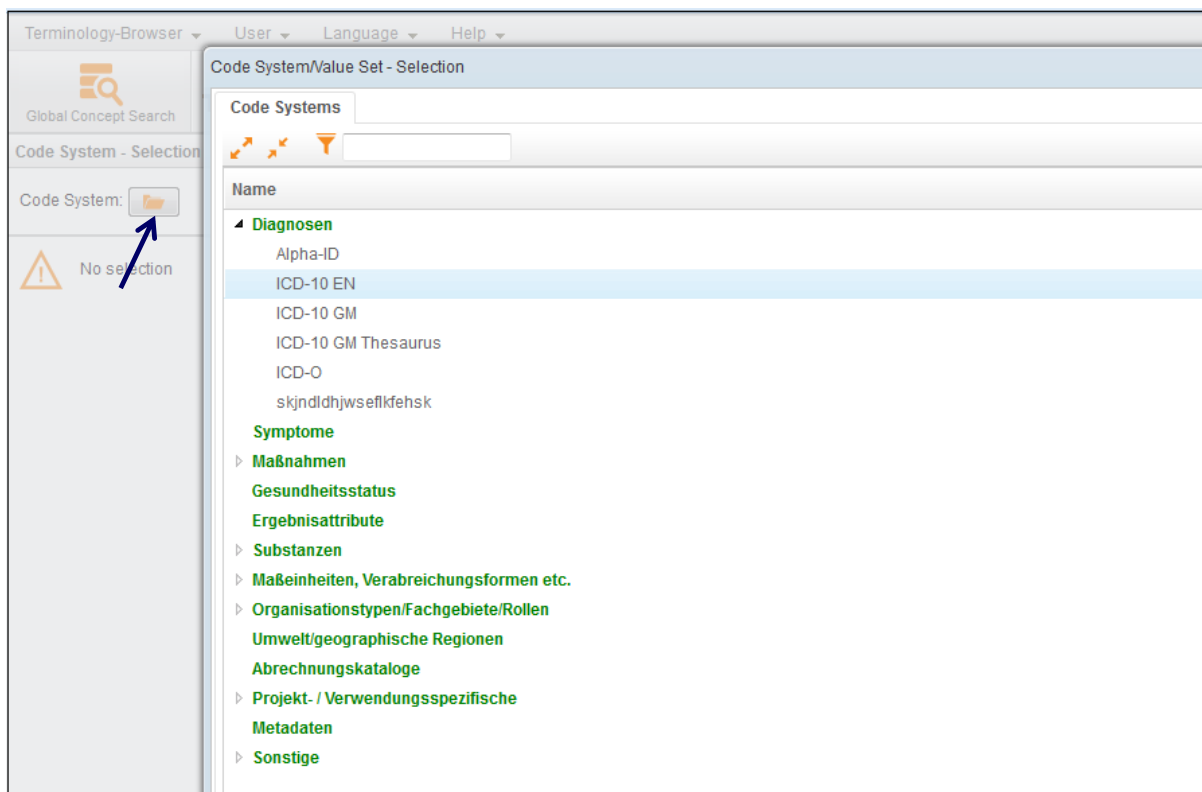 Terminology-Browser User Language Help
Code System/Value Set - Selection
Global Concept Search
Code Systems
Code System - Selection
Name
Code System:
No selection
Diagnosen
Alpha-ID
ICD-10 EN
ICD-10 GM
ICD-10 GM Thesaurus
ICD-O
skjndldhjwseflkfehsk
Symptome
Maßnahmen
Gesundheitsstatus
Ergebnisattribute
Substanzen
Maßeinheiten, Verabreichungsformen etc.
Organisationstypen/Fachgebiete/Rollen
Umwelt/geographische Regionen
Abrechnungskataloge
Projekt- / Verwendungsspezifische
Metadaten
Sonstige